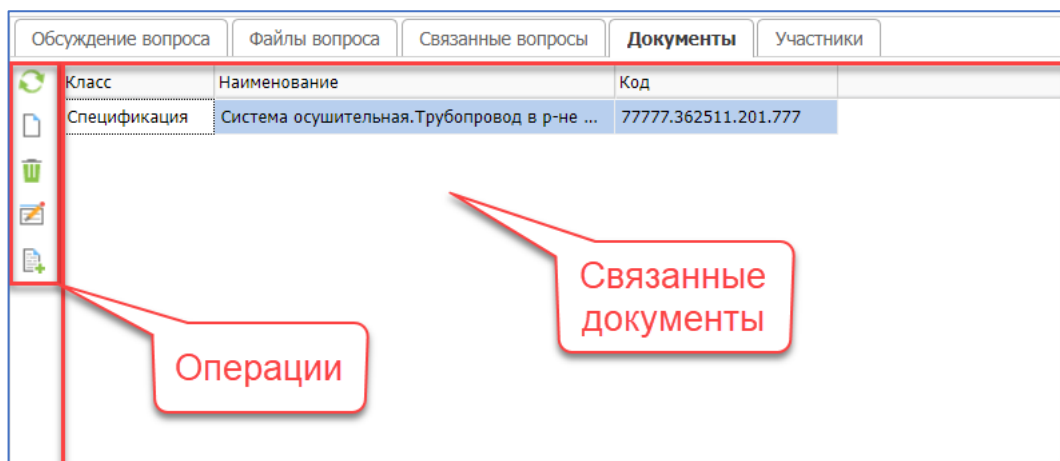 Обсуждение вопроса Файлы вопроса Связанные вопросы Документы Участники
Класс Наименование Код
Спецификация Система осушительная.Трубопровод в р-не ... 77777.362511.201.777
Связанные
документы
Операции